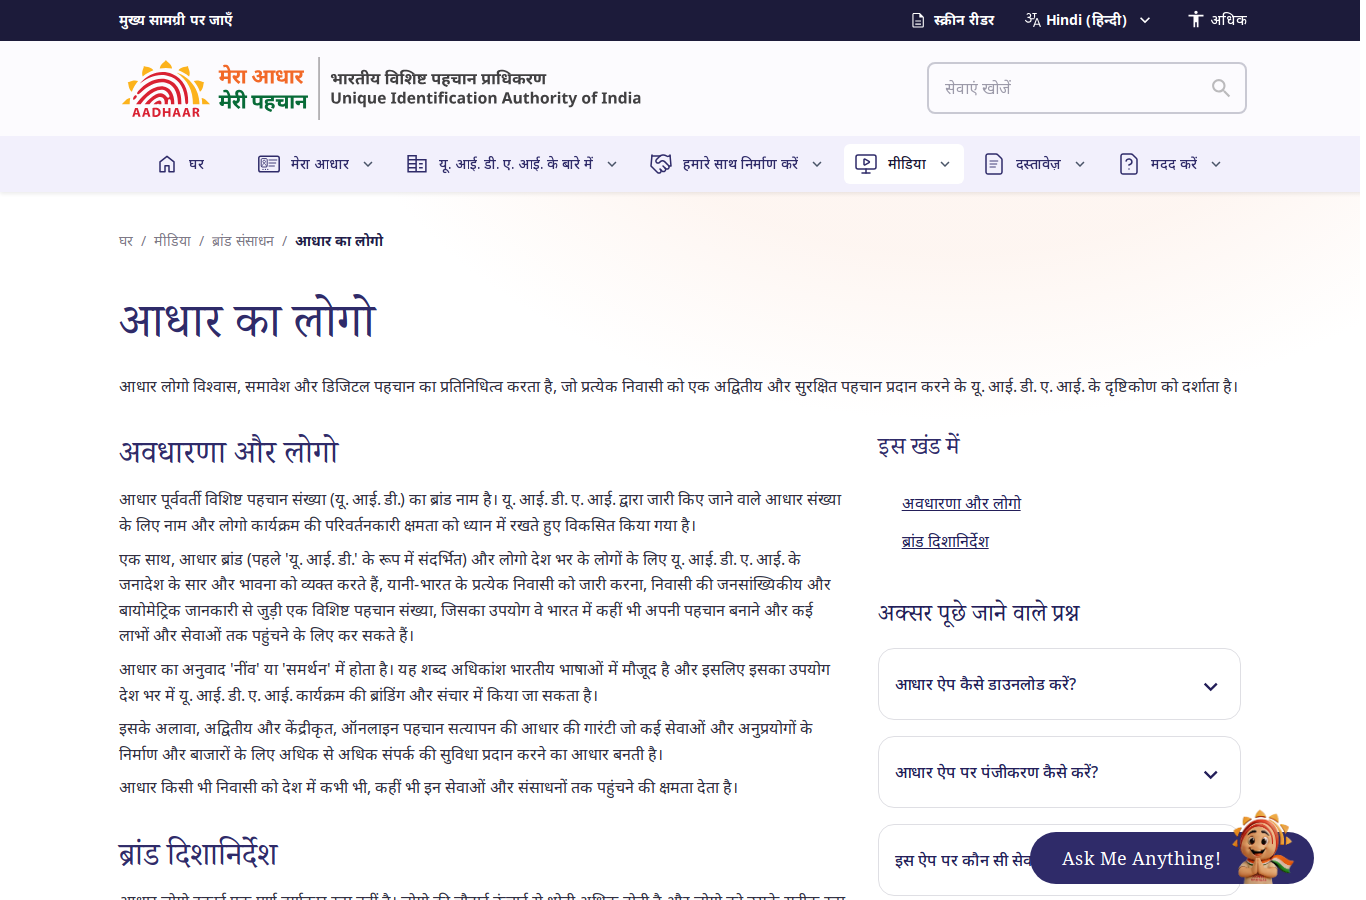 मुख्य सामग्री पर जाएँ
स्क्रीन रीडर
Hindi (हिन्दी)
अधिक
AADHAAR
मेरा आधार
मेरी पहचान
भारतीय विशिष्ट पहचान प्राधिकरण
Unique Identification Authority of India
सेवाएं खोजें
घर
मेरा आधार
यू. आई. डी. ए. आई. के बारे में
हमारे साथ निर्माण करें
मीडिया
दस्तावेज़
मदद करें
घर / मीडिया / ब्रांड संसाधन / आधार का लोगो
आधार का लोगो
आधार लोगो विश्वास, समावेश और डिजिटल पहचान का प्रतिनिधित्व करता है, जो प्रत्येक निवासी को एक अद्वितीय और सुरक्षित पहचान प्रदान करने के यू. आई. डी. ए. आई. के दृष्टिकोण को दर्शाता है।
अवधारणा और लोगो
आधार पूर्ववर्ती विशिष्ट पहचान संख्या (यू. आई. डी.) का ब्रांड नाम है। यू. आई. डी. ए. आई. द्वारा जारी किए जाने वाले आधार संख्या
के लिए नाम और लोगो कार्यक्रम की परिवर्तनकारी क्षमता को ध्यान में रखते हुए विकसित किया गया है।
एक साथ, आधार ब्रांड (पहले 'यू. आई. डी.' के रूप में संदर्भित) और लोगो देश भर के लोगों के लिए यू. आई. डी. ए. आई. के
जनादेश के सार और भावना को व्यक्त करते हैं, यानी-भारत के प्रत्येक निवासी को जारी करना, निवासी की जनसांख्यिकीय और
बायोमेट्रिक जानकारी से जुड़ी एक विशिष्ट पहचान संख्या, जिसका उपयोग वे भारत में कहीं भी अपनी पहचान बनाने और कई
लाभों और सेवाओं तक पहुंचने के लिए कर सकते हैं।
आधार का अनुवाद 'नींव' या 'समर्थन' में होता है। यह शब्द अधिकांश भारतीय भाषाओं में मौजूद है और इसलिए इसका उपयोग
देश भर में यू. आई. डी. ए. आई. कार्यक्रम की ब्रांडिंग और संचार में किया जा सकता है।
इसके अलावा, अद्वितीय और केंद्रीकृत, ऑनलाइन पहचान सत्यापन की आधार की गारंटी जो कई सेवाओं और अनुप्रयोगों के
निर्माण और बाजारों के लिए अधिक से अधिक संपर्क की सुविधा प्रदान करने का आधार बनती है।
आधार किसी भी निवासी को देश में कभी भी, कहीं भी इन सेवाओं और संसाधनों तक पहुंचने की क्षमता देता है।
ब्रांड दिशानिर्देश
इस खंड में
अवधारणा और लोगो
ब्रांड दिशानिर्देश
अक्सर पूछे जाने वाले प्रश्न
आधार ऐप कैसे डाउनलोड करें?
आधार ऐप पर पंजीकरण कैसे करें?
इस ऐप पर कौन सी
Ask Me Anything!